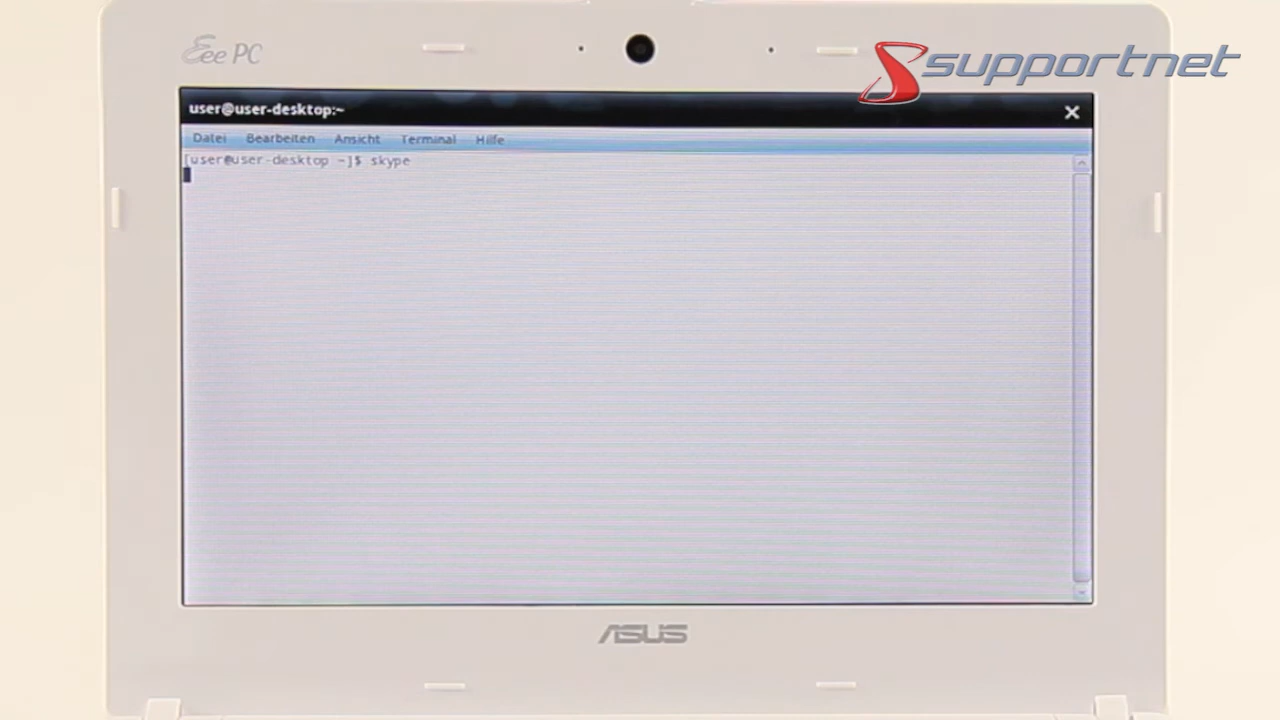 Eee PC
supportnet
user@user-desktop:~
Datei Bearbeiten Ansicht Terminal Hilfe
[user@user-desktop ~]$ skype
ASUS